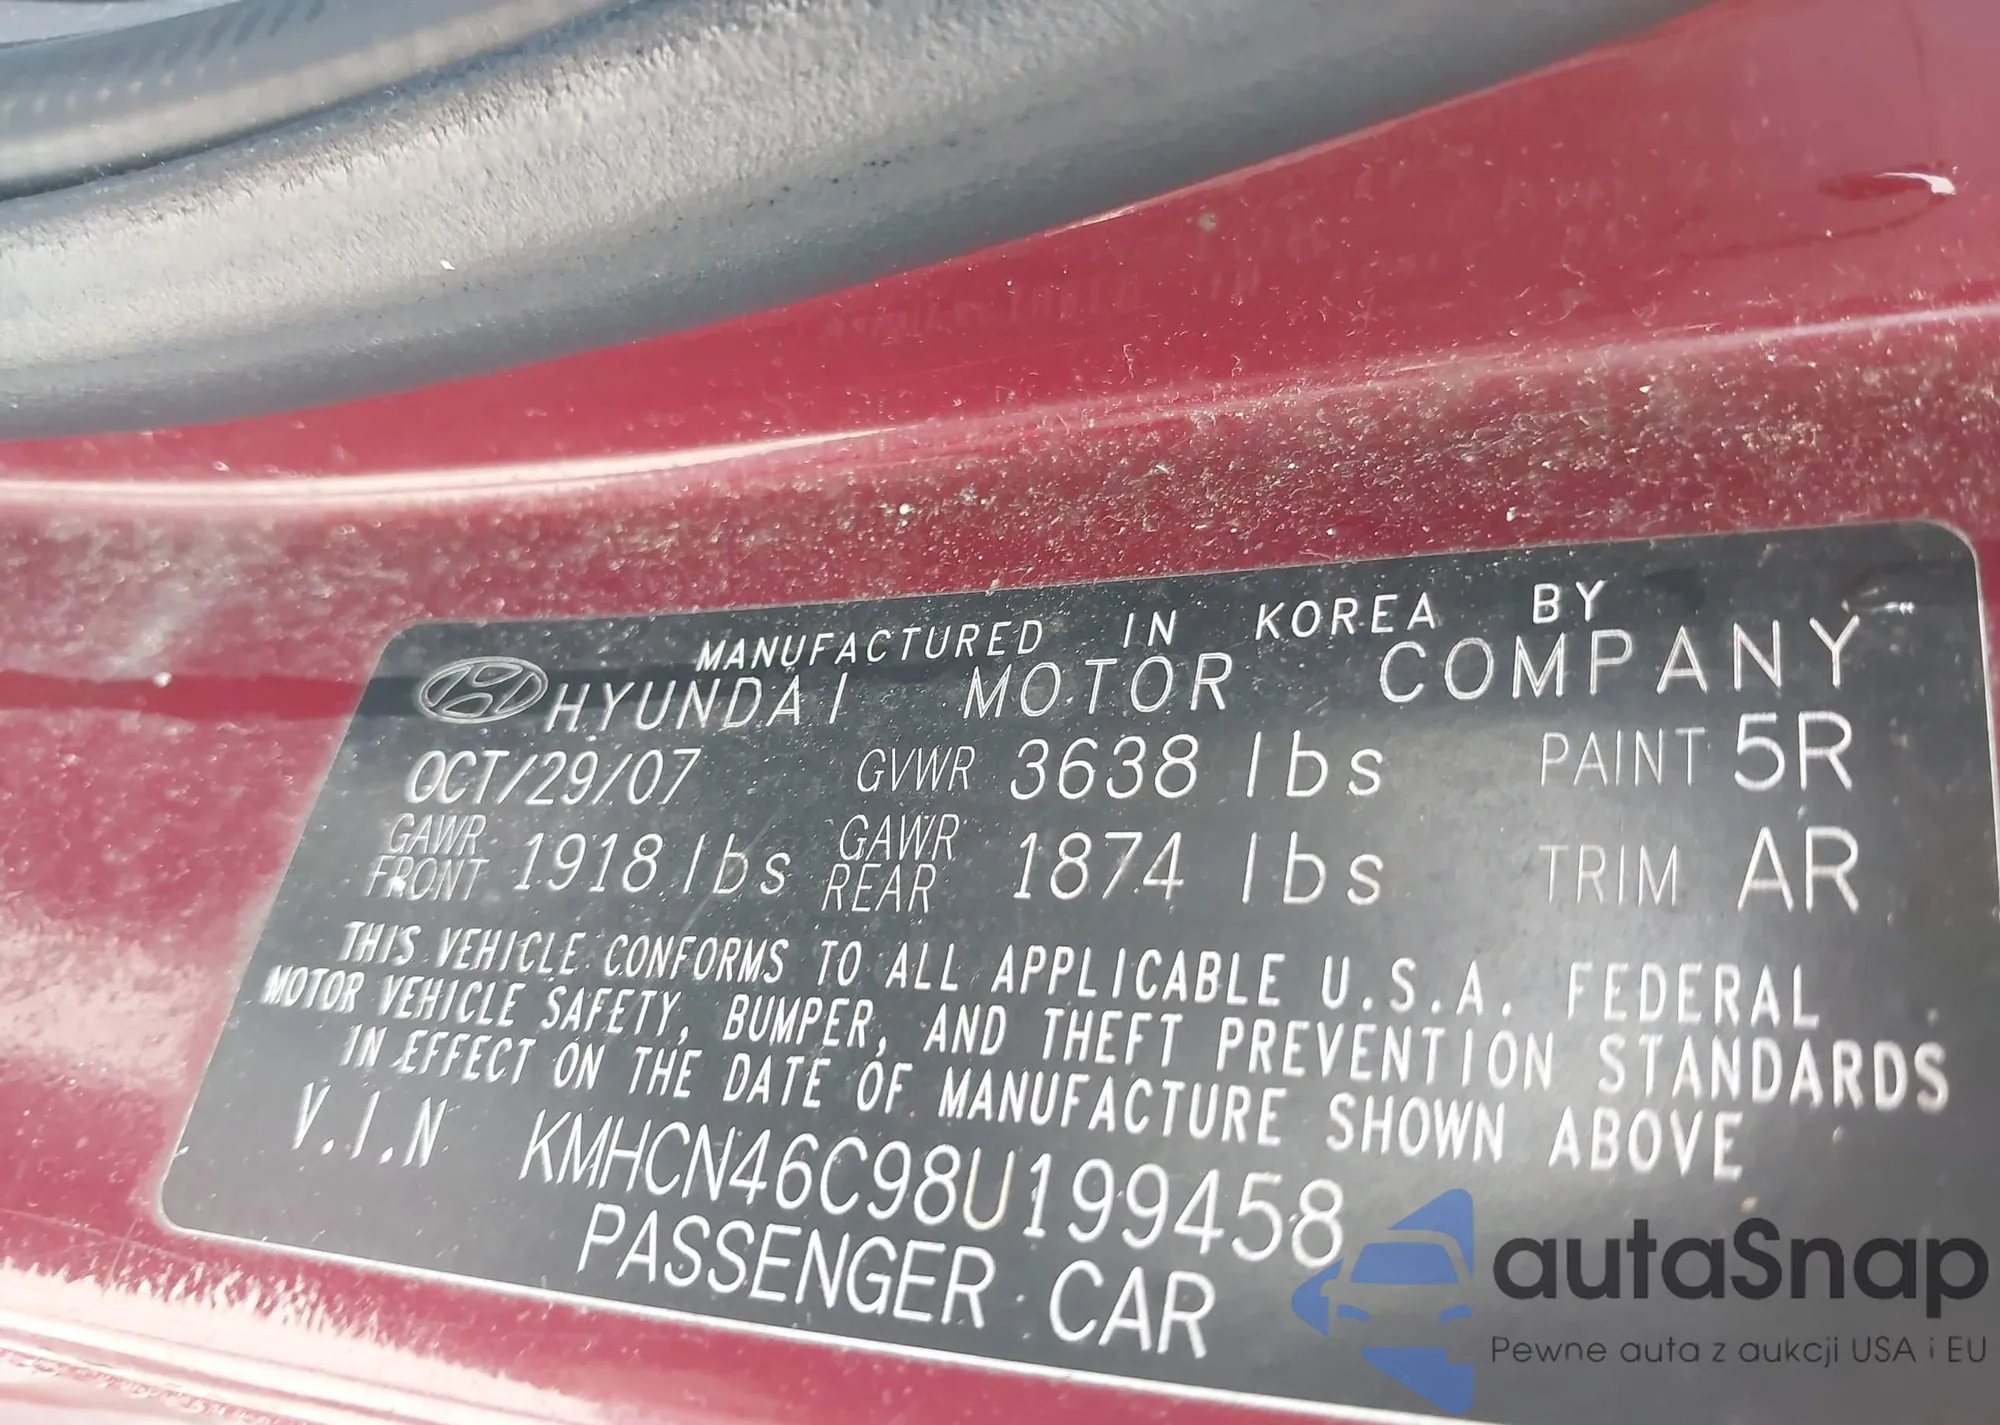 MANUFACTURED IN KOREA BY
HYUNDAI MOTOR COMPANY
OCT/29/07 GVWR 3638 lbs PAINT 5R
GAWR FRONT 1918 lbs GAWR REAR 1874 lbs TRIM AR
THIS VEHICLE CONFORMS TO ALL APPLICABLE U.S.A. FEDERAL
MOTOR VEHICLE SAFETY, BUMPER, AND THEFT PREVENTION STANDARDS
IN EFFECT ON THE DATE OF MANUFACTURE SHOWN ABOVE
V.I.N KMHCN46C98U199458
PASSENGER CAR
autaSnap
Pewne auta z aukcji USA i EU